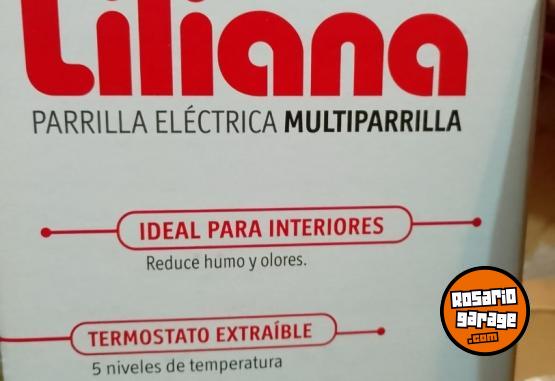 Liliana
PARRILLA ELÉCTRICA MULTIPARRILLA
IDEAL PARA INTERIORES
Reduce humo y olores.
TERMOSTATO EXTRAÍBLE
5 niveles de temperatura
Rosario
garage
.com